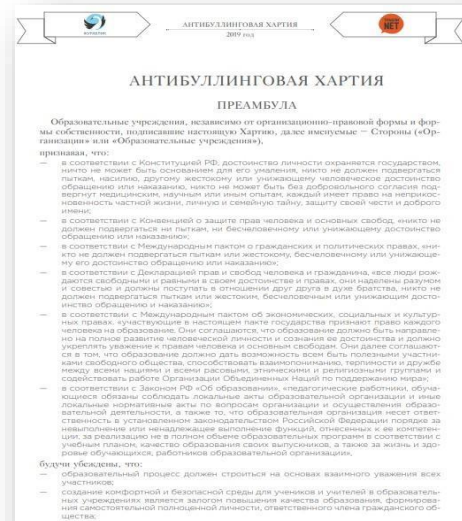 АНТИБУЛЛИНГОВАЯ ХАРТИЯ
2019 год
NET
АНТИБУЛЛИНГОВАЯ ХАРТИЯ
ПРЕАМБУЛА
Образовательные учреждения, независимо от организационно-правовой формы и фор-
мы собственности, подписавшие настоящую Хартию, далее именуемые − Стороны («Ор-
ганизация» или «Образовательные учреждения»),
признавая, что:
— в соответствии с Конституцией РФ, достоинство личности охраняется государством,
ничто не может быть основанием для его умаления, никто не должен подвергаться
пыткам, насилию, другому жестокому или унижающему человеческое достоинство
обращению или наказанию, никто не может быть без добровольного согласия под-
вергнут медицинским, научным или иным опытам, каждый имеет право на неприкос-
новенность частной жизни, личную и семейную тайну, защиту своей чести и доброго
имени;
— в соответствии с Конвенцией о защите прав человека и основных свобод, «никто не
должен подвергаться ни пыткам, ни бесчеловечному или унижающему достоинство
обращению или наказанию»;
— в соответствии с Международным пактом о гражданских и политических правах, «ни-
кто не должен подвергаться пыткам или жестокому, бесчеловечному или унижающе-
му его достоинство обращению или наказанию»;
— в соответствии с Декларацией прав и свобод человека и гражданина, «все люди рож-
даются свободными и равными в своем достоинстве и правах, они наделены разумом
и совестью и должны поступать в отношении друг друга в духе братства, никто не
должен подвергаться пыткам или жестоким, бесчеловечным или унижающим досто-
инство обращению и наказанию»;
— в соответствии с Международным пактом об экономических, социальных и культур-
ных правах, «участвующие в настоящем пакте государства признают право каждого
человека на образование. Они соглашаются, что образование должно быть направле-
но на полное развитие человеческой личности и сознания ее достоинства и должно
укреплять уважение к правам человека и основным свободам. Они далее соглашают-
ся в том, что образование должно дать возможность всем быть полезными участни-
ками свободного общества, способствовать взаимопониманию, терпимости и дружбе
между всеми нациями и всеми расовыми, этническими и религиозными группами и
содействовать работе Организации Объединенных Наций по поддержанию мира»;
— в соответствии с Законом РФ «Об образовании», «педагогические работники, обуча-
ющиеся обязаны соблюдать локальные акты образовательной организации и иные
локальные нормативные акты по вопросам организации и осуществления образо-
вательной деятельности, а также то, что образовательная организация несет ответ-
ственность в установленном законодательством Российской Федерации порядке за
невыполнение или ненадлежащее выполнение функций, отнесенных к ее компетен-
ции, за реализацию не в полном объеме образовательных программ в соответствии с
учебным планом, качество образования своих выпускников, а также за жизнь и здо-
ровье обучающихся, работников образовательной организации»,
будучи убеждены, что:
— образовательный процесс должен строиться на основах взаимного уважения всех
участников;
— создание комфортной и безопасной среды для учеников и учителей в образователь-
ных учреждениях является залогом повышения качества образования, формирова-
ния самостоятельной полноценной личности, ответственного члена гражданского об-
щества;